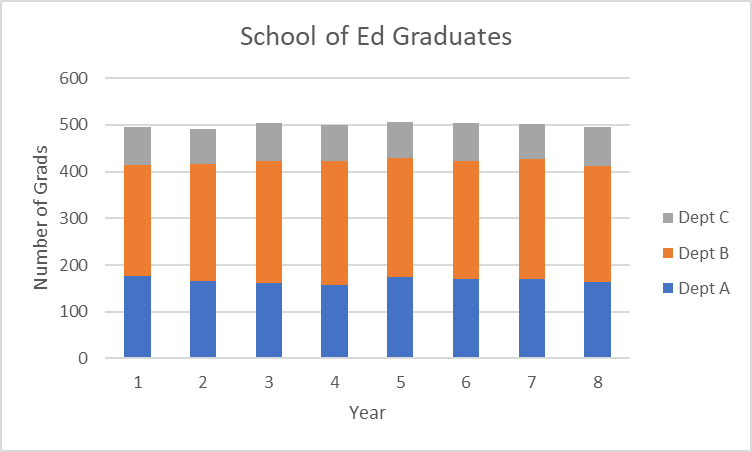 School of Ed Graduates
600
500
400
300
200
100
0
Number of Grads
1 2 3 4 5 6 7 8
Year
Dept C
Dept B
Dept A